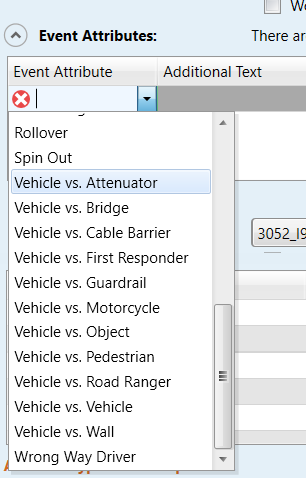 Event Attributes: There ar
Event Attribute Additional Text
Rollover
Spin Out
Vehicle vs. Attenuator
Vehicle vs. Bridge
Vehicle vs. Cable Barrier
Vehicle vs. First Responder
Vehicle vs. Guardrail
Vehicle vs. Motorcycle
Vehicle vs. Object
Vehicle vs. Pedestrian
Vehicle vs. Road Ranger
Vehicle vs. Vehicle
Vehicle vs. Wall
Wrong Way Driver
3052_I9